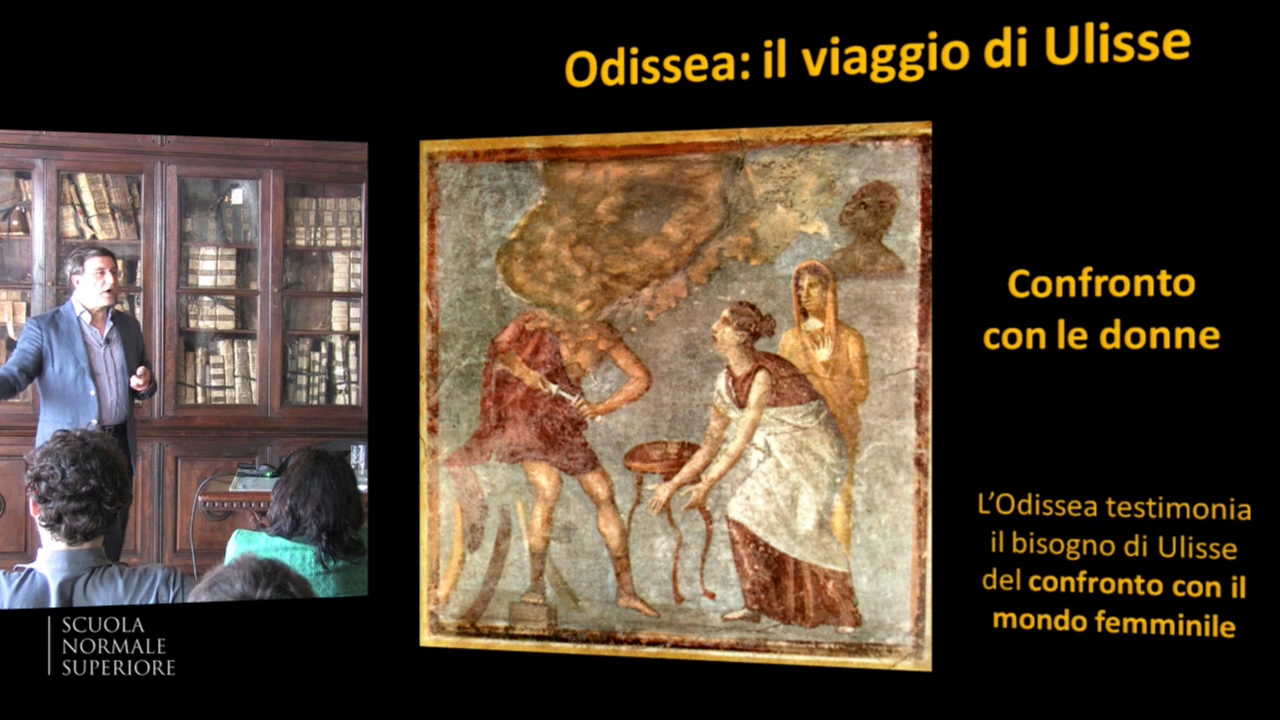 Odissea: il viaggio di Ulisse
Confronto
con le donne
L'Odissea testimonia
il bisogno di Ulisse
del confronto con il
mondo femminile
SCUOLA
NORMALE
SUPERIORE